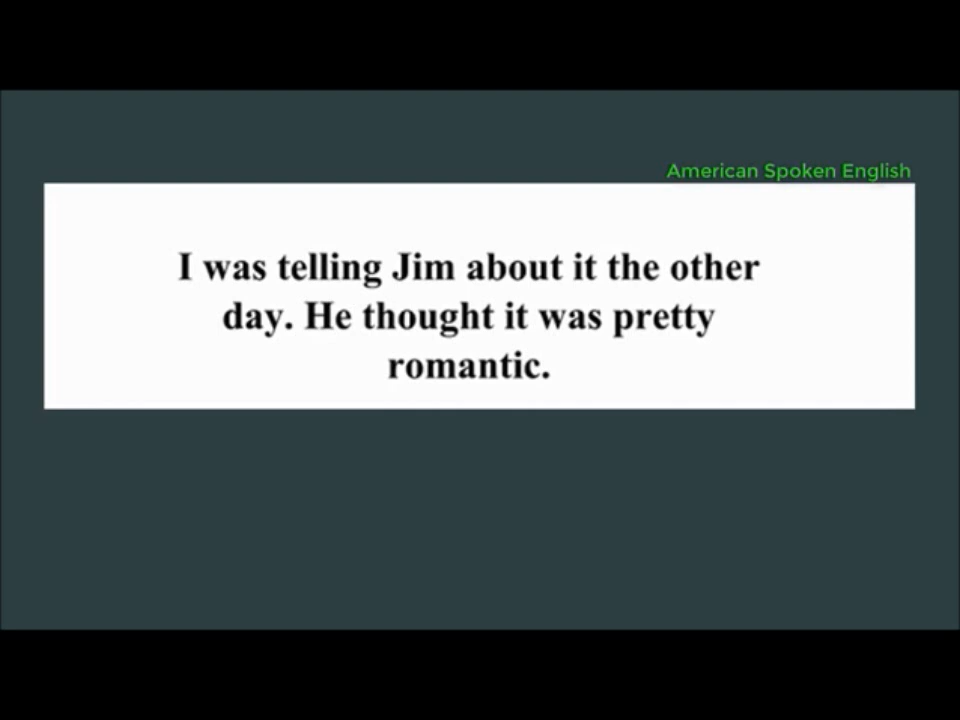 American Spoken English
I was telling Jim about it the other
day. He thought it was pretty
romantic.